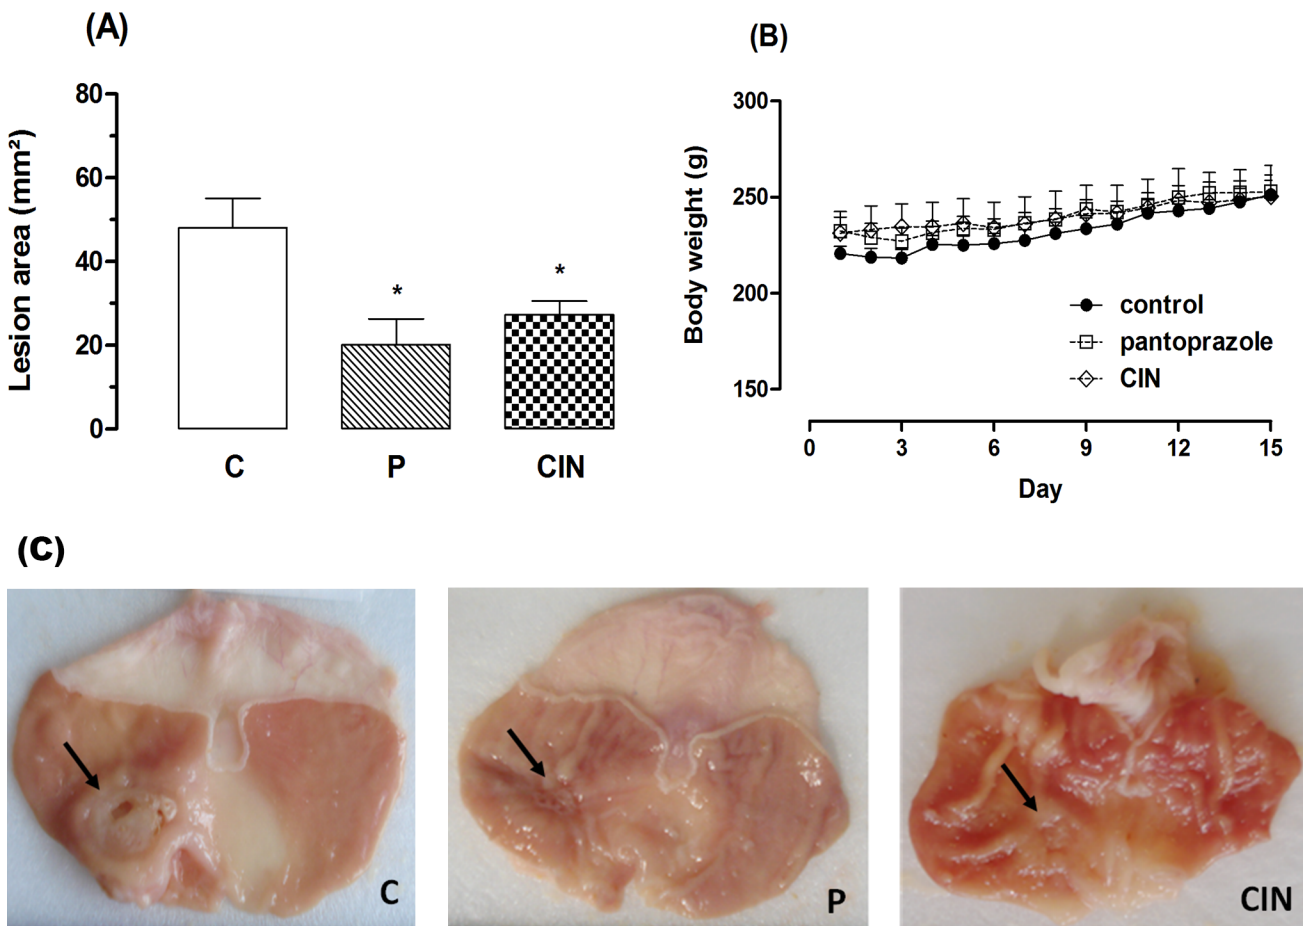 (A)
Lesion area (mm²)
80
60
40
20
0
*
*
C
P
CIN
(B)
Body weight (g)
300
250
200
150
control
pantoprazole
CIN
0
3
6
9
12
15
Day
(C)
C
P
CIN